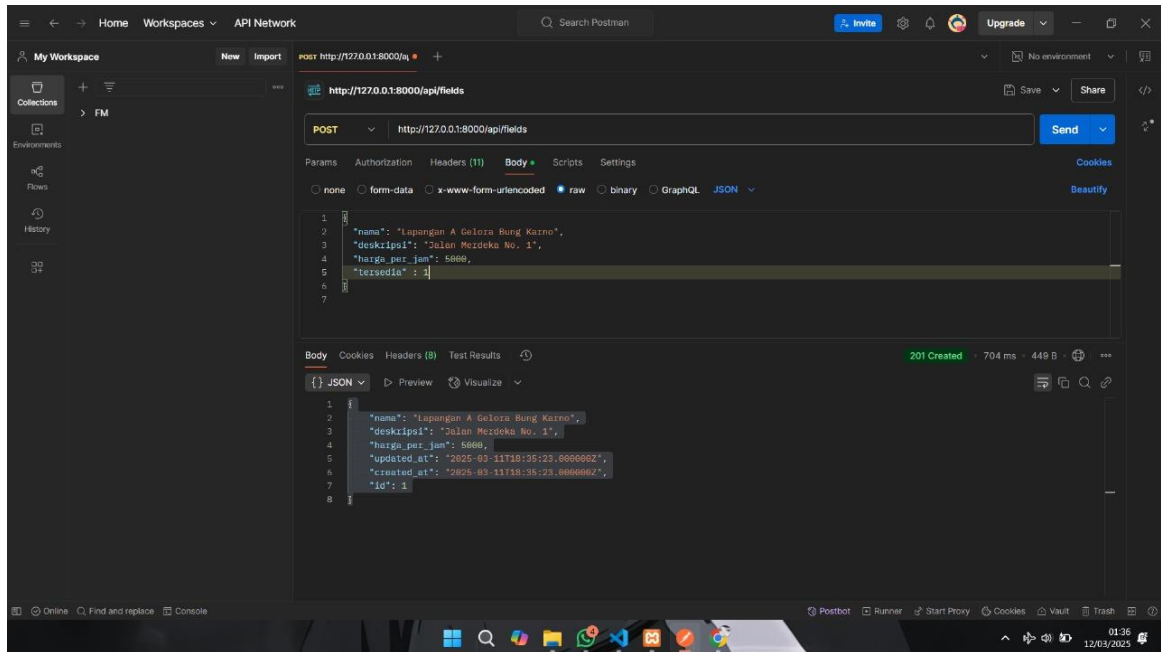 Home Workspaces API Network Search Postman Invite Upgrade
My Workspace New Import POST http://127.0.0.1:8000/a No environment
Collections
FM
Environments
Flows
History
HTTP http://127.0.0.1:8000/api/fields Save Share
POST http://127.0.0.1:8000/api/fields Send
Params Authorization Headers (11) Body Scripts Settings Cookies
none form-data x-www-form-urlencoded raw binary GraphQL JSON Beautify
1 {
2 "nama": "Lapangan A Gelora Bung Karno",
3 "deskripsi": "Jalan Merdeka No. 1",
4 "harga_per_jam": 5000,
5 "tersedia" : 1
6 }
7
Body Cookies Headers (8) Test Results 201 Created 704 ms 449 B
{} JSON Preview Visualize
1 {
2 "nama": "Lapangan A Gelora Bung Karno",
3 "deskripsi": "Jalan Merdeka No. 1",
4 "harga_per_jam": 5000,
5 "updated_at": "2025-03-11T18:35:23.000000Z",
6 "created_at": "2025-03-11T18:35:23.000000Z",
7 "id": 1
8 }
Online Find and replace Console Postbot Runner Start Proxy Cookies Vault Trash
4
01:36
12/03/2025